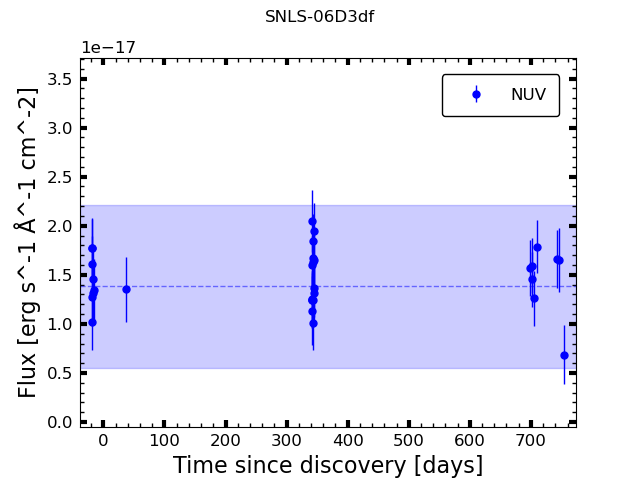 SNLS-06D3df
1e−17
NUV
3.5
3.0
2.5
2.0
1.5
1.0
0.5
0.0
Flux [erg s^-1 Å^-1 cm^-2]
0 100 200 300 400 500 600 700
Time since discovery [days]